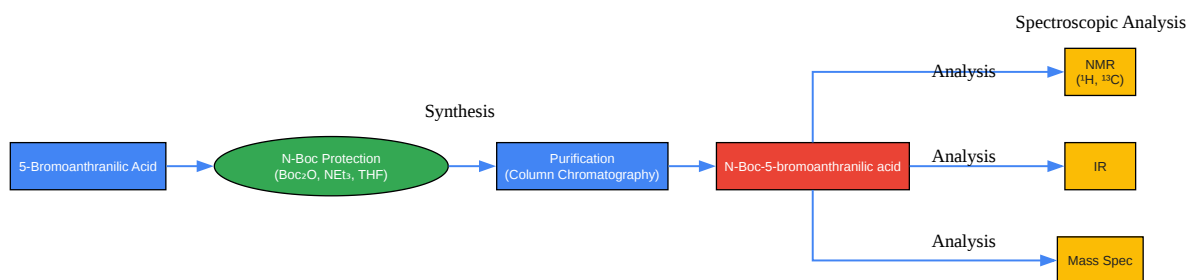 Spectroscopic Analysis
NMR
(¹H, ¹³C)
Analysis
Synthesis
5-Bromoanthranilic Acid
N-Boc Protection
(Boc₂O, NEt₃, THF)
Purification
(Column Chromatography)
N-Boc-5-bromoanthranilic acid
Analysis
IR
Analysis
Mass Spec